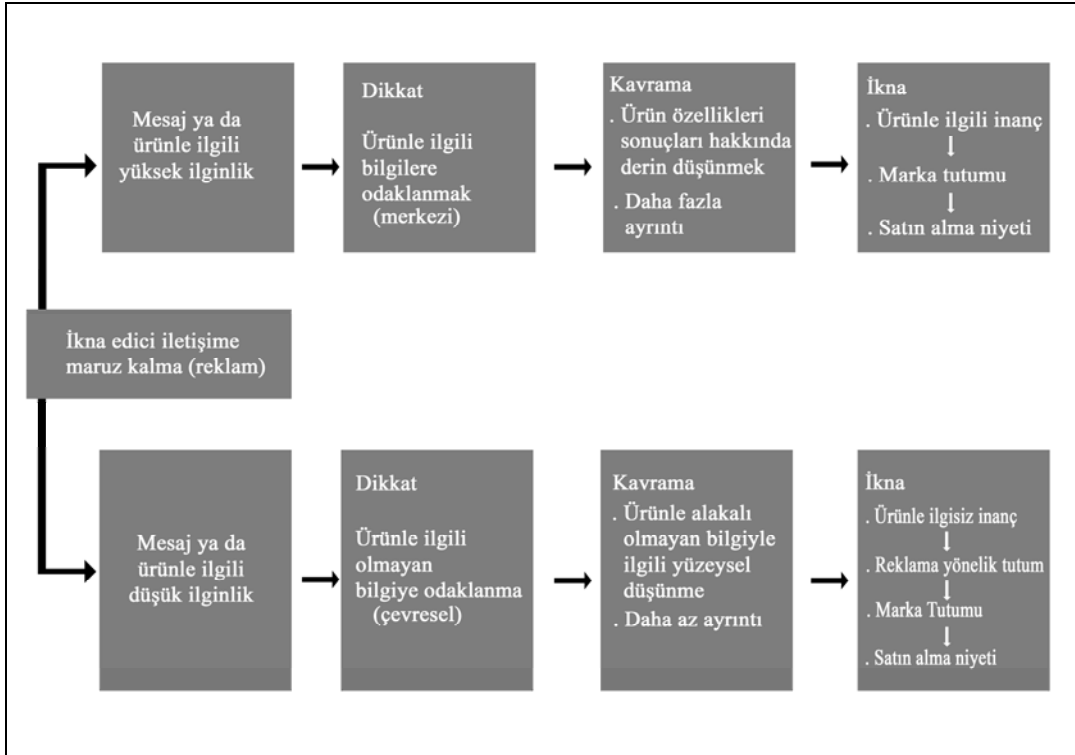 Mesaj ya da
ürünle ilgili
yüksek ilginlik
Dikkat
Ürünle ilgili
bilgilere
odaklanmak
(merkezi)
Kavrama
. Ürün özellikleri
sonuçları hakkında
derin düşünmek
. Daha fazla
ayrıntı
İkna
. Ürünle ilgili inanç
. Marka tutumu
. Satın alma niyeti
İkna edici iletişime
maruz kalma (reklam)
Mesaj ya da
ürünle ilgili
düşük ilginlik
Dikkat
Ürünle ilgili
olmayan
bilgiye odaklanma
(çevresel)
Kavrama
. Ürünle alakalı
olmayan bilgiyle
ilgili yüzeysel
düşünme
. Daha az ayrıntı
İkna
. Ürünle ilgisiz inanç
. Reklama yönelik tutum
. Marka Tutumu
. Satın alma niyeti